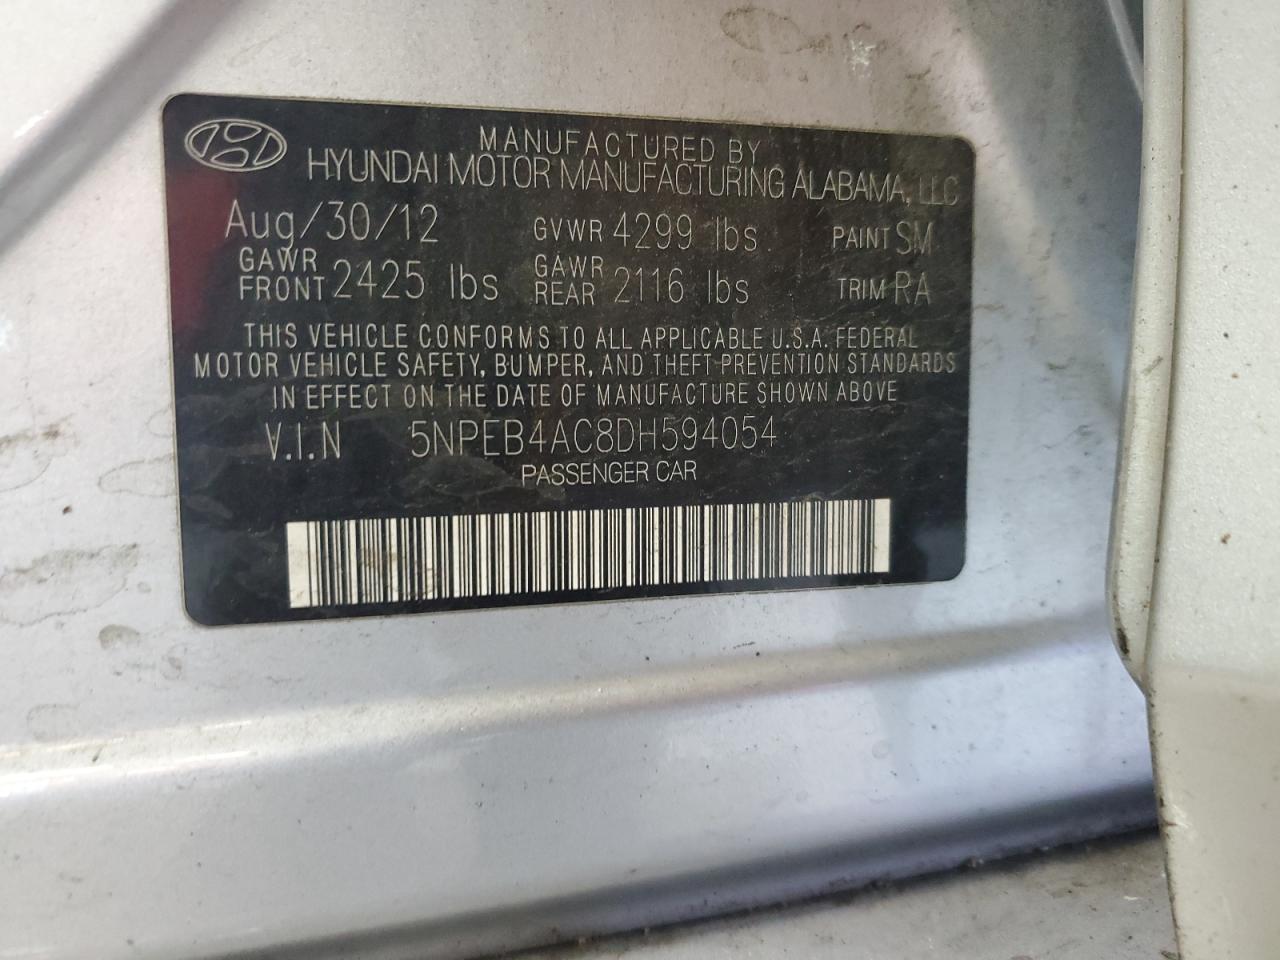 MANUFACTURED BY
HYUNDAI MOTOR MANUFACTURING ALABAMA, LLC
Aug/30/12 GVWR 4299 lbs. PAINT SM
GAWR FRONT 2425 lbs GAWR REAR 2116 lbs TRIM RA
THIS VEHICLE CONFORMS TO ALL APPLICABLE U.S.A. FEDERAL
MOTOR VEHICLE SAFETY, BUMPER, AND THEFT-PREVENTION STANDARDS
IN EFFECT ON THE DATE OF MANUFACTURE SHOWN ABOVE
V.I.N 5NPEB4AC8DH594054
PASSENGER CAR